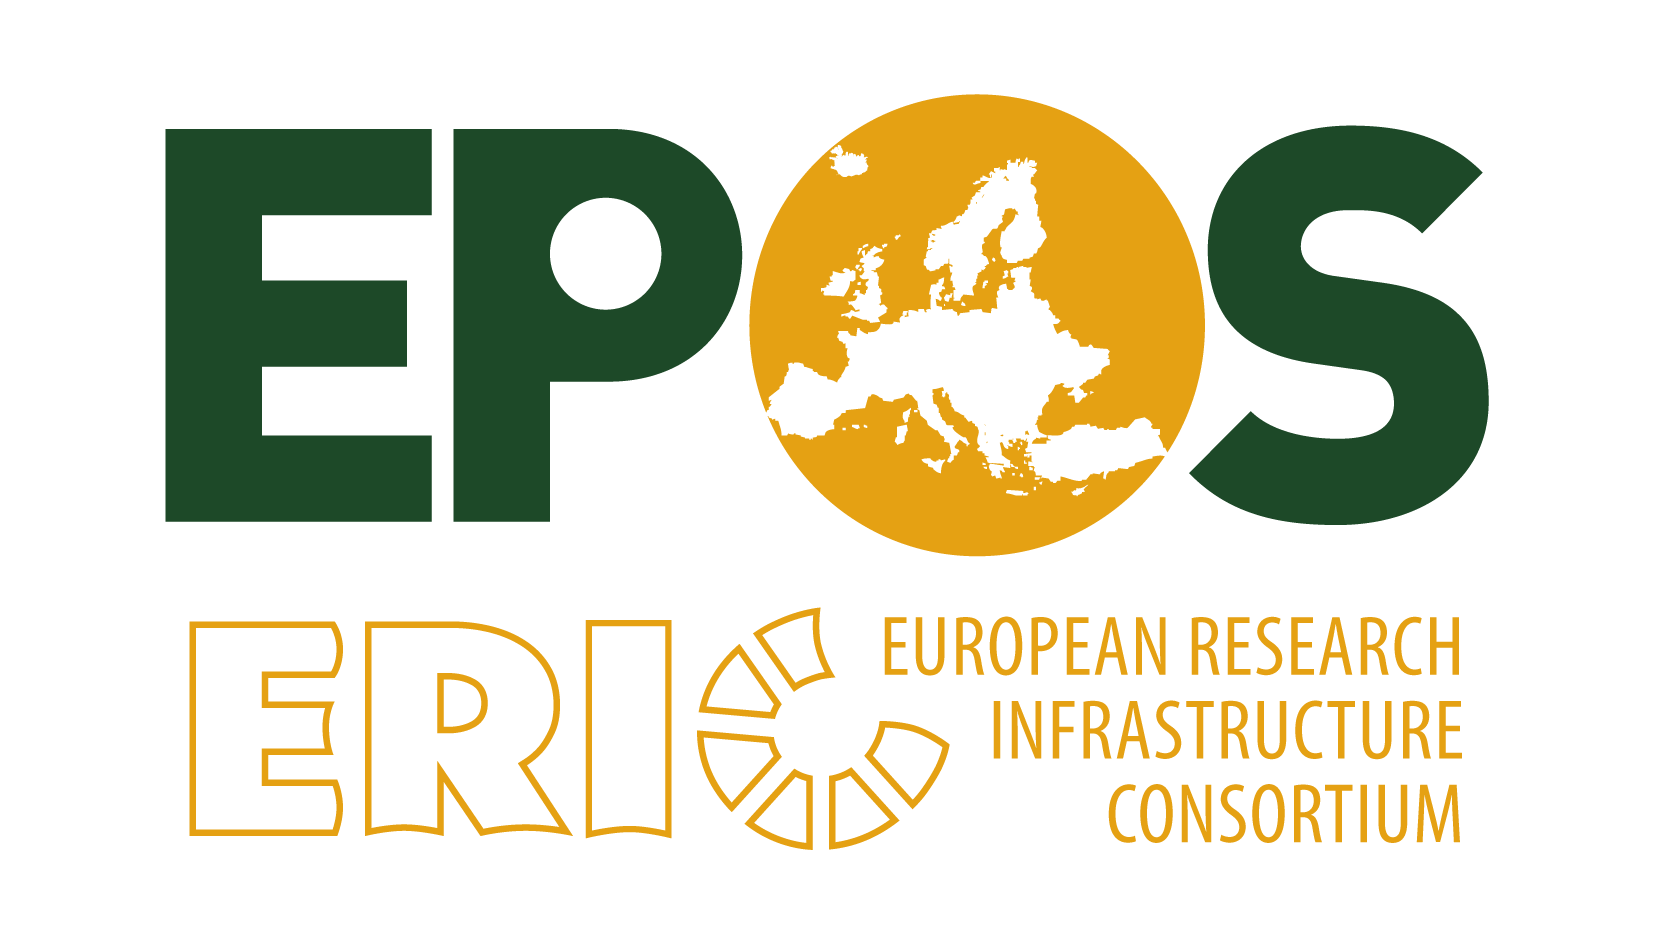 EPOS
ERIC
EUROPEAN RESEARCH
INFRASTRUCTURE
CONSORTIUM